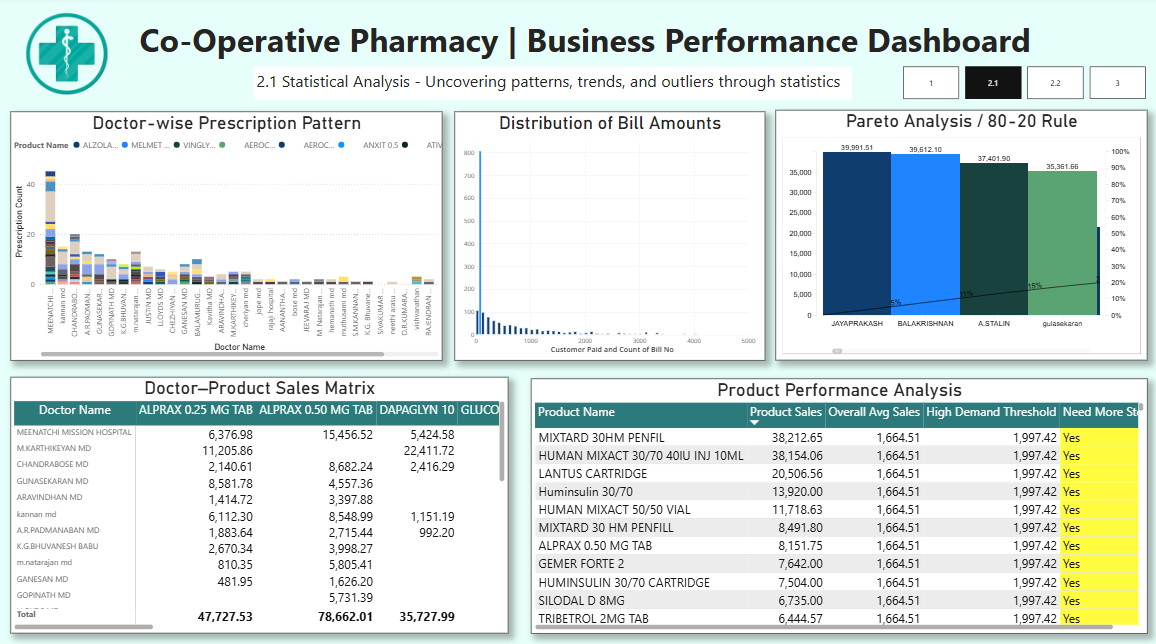 Co-Operative Pharmacy | Business Performance Dashboard
2.1 Statistical Analysis - Uncovering patterns, trends, and outliers through statistics
1
2.1
2.2
3
Doctor-wise Prescription Pattern
Product Name ALZOLA... MELMET ... VINGLY... AEROC... AEROC... ANXIT 0.5 ATIV
Prescription Count
40
20
0
MEENATCHI ...
kannan md
CHANDRABO...
A.R.PADMAN...
GUNASEKAR...
GOPINATH MD
K.G.BHUVAN...
m.natarajan ...
JUSTIN MD
LLOYDS MD
CHEZHIYAN ...
GANESAN MD
BALAMURUG...
Kavitha MD
ARAVINDHA...
M.KARTHIKEY...
cheriyan md
jope md
rajaji hospital
AANANTHA...
bose md
JEEVARAJ MD
M. Natarajan...
hemanath md
muthusami md
S.M.KANNAN...
K.G. Bhuvane...
SIVAKUMAR ...
neethi arasu ...
O.R.KUMARA...
vishvanathan
RAJENDRAN ...
Doctor Name
Distribution of Bill Amounts
800
700
600
500
400
300
200
100
0
0 1000 2000 3000 4000 5000
Customer Paid and Count of Bill No
Pareto Analysis / 80-20 Rule
39,991.51
39,612.10
37,401.90
35,361.66
35,000
30,000
25,000
20,000
15,000
10,000
5,000
0
100%
90%
80%
70%
60%
50%
40%
30%
20%
10%
0%
5%
11%
15%
2
JAYAPRAKASH BALAKRISHNAN A.STALIN gulasekaran
Doctor–Product Sales Matrix
Doctor Name ALPRAX 0.25 MG TAB ALPRAX 0.50 MG TAB DAPAGLYN 10 GLUCO
MEENATCHI MISSION HOSPITAL 6,376.98 15,456.52 5,424.58
M.KARTHIKEYAN MD 11,205.86 22,411.72
CHANDRABOSE MD 2,140.61 8,682.24 2,416.29
GUNASEKARAN MD 8,581.78 4,557.36
ARAVINDHAN MD 1,414.72 3,397.88
kannan md 6,112.30 8,548.99 1,151.19
A.R.PADMANABAN MD 1,883.64 2,715.44 992.20
K.G.BHUVANESH BABU 2,670.34 3,998.27
m.natarajan md 810.35 5,805.41
GANESAN MD 481.95 1,626.20
GOPINATH MD 5,731.39
Total 47,727.53 78,662.01 35,727.99
Product Performance Analysis
Product Name Product Sales Overall Avg Sales High Demand Threshold Need More Sto
MIXTARD 30HM PENFIL 38,212.65 1,664.51 1,997.42 Yes
HUMAN MIXACT 30/70 40IU INJ 10ML 38,154.06 1,664.51 1,997.42 Yes
LANTUS CARTRIDGE 20,506.56 1,664.51 1,997.42 Yes
Huminsulin 30/70 13,920.00 1,664.51 1,997.42 Yes
HUMAN MIXACT 50/50 VIAL 11,718.63 1,664.51 1,997.42 Yes
MIXTARD 30 HM PENFILL 8,491.80 1,664.51 1,997.42 Yes
ALPRAX 0.50 MG TAB 8,151.75 1,664.51 1,997.42 Yes
GEMER FORTE 2 7,642.00 1,664.51 1,997.42 Yes
HUMINSULIN 30/70 CARTRIDGE 7,504.00 1,664.51 1,997.42 Yes
SILODAL D 8MG 6,735.00 1,664.51 1,997.42 Yes
TRIBETROL 2MG TAB 6,444.57 1,664.51 1,997.42 Yes